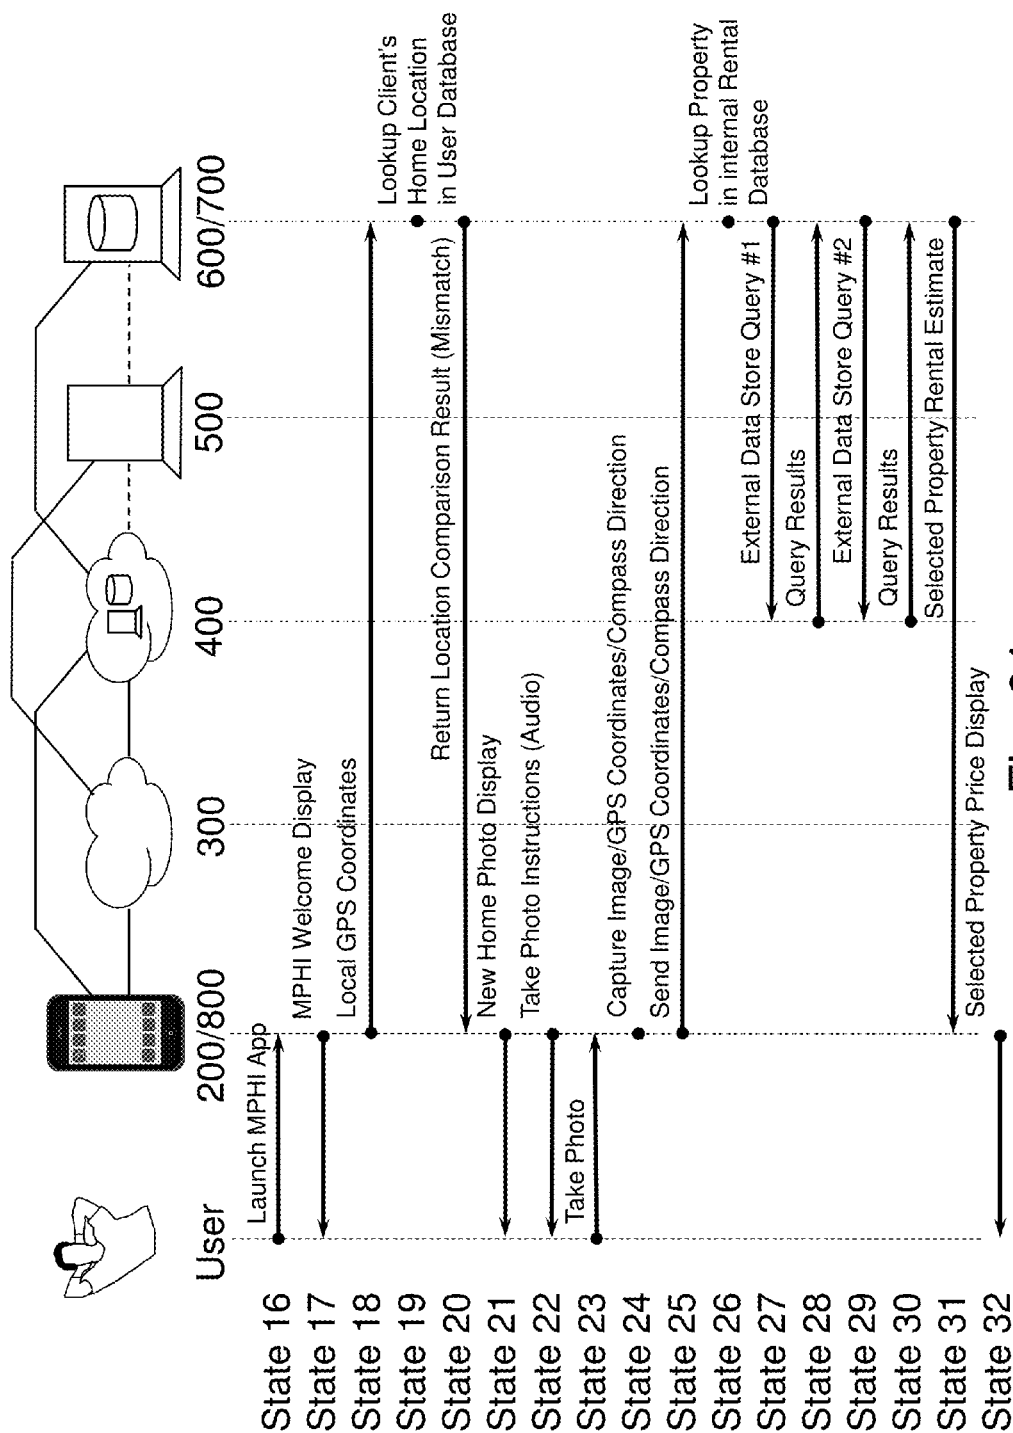 User
200/800
300
400
500
600/700
State 16
Launch MPHI App
State 17
MPHI Welcome Display
State 18
Local GPS Coordinates
State 19
Lookup Client's
Home Location
in User Database
State 20
Return Location Comparison Result (Mismatch)
State 21
New Home Photo Display
State 22
Take Photo Instructions (Audio)
State 23
Take Photo
State 24
Capture Image/GPS Coordinates/Compass Direction
State 25
Send Image/GPS Coordinates/Compass Direction
State 26
Lookup Property
in internal Rental
Database
State 27
External Data Store Query #1
State 28
Query Results
State 29
External Data Store Query #2
State 30
Query Results
State 31
Selected Property Rental Estimate
State 32
Selected Property Price Display